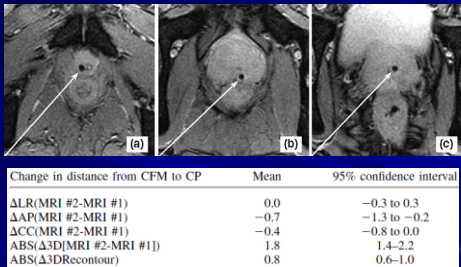 (a) (b) (c)
Change in distance from CFM to CP Mean 95% confidence interval
ΔLR(MRI #2-MRI #1) 0.0 −0.3 to 0.3
ΔAP(MRI #2-MRI #1) −0.7 −1.3 to −0.2
ΔCC(MRI #2-MRI #1) −0.4 −0.8 to 0.0
ABS(Δ3D[MRI #2-MRI #1]) 1.8 1.4–2.2
ABS(Δ3DRecontour) 0.8 0.6–1.0